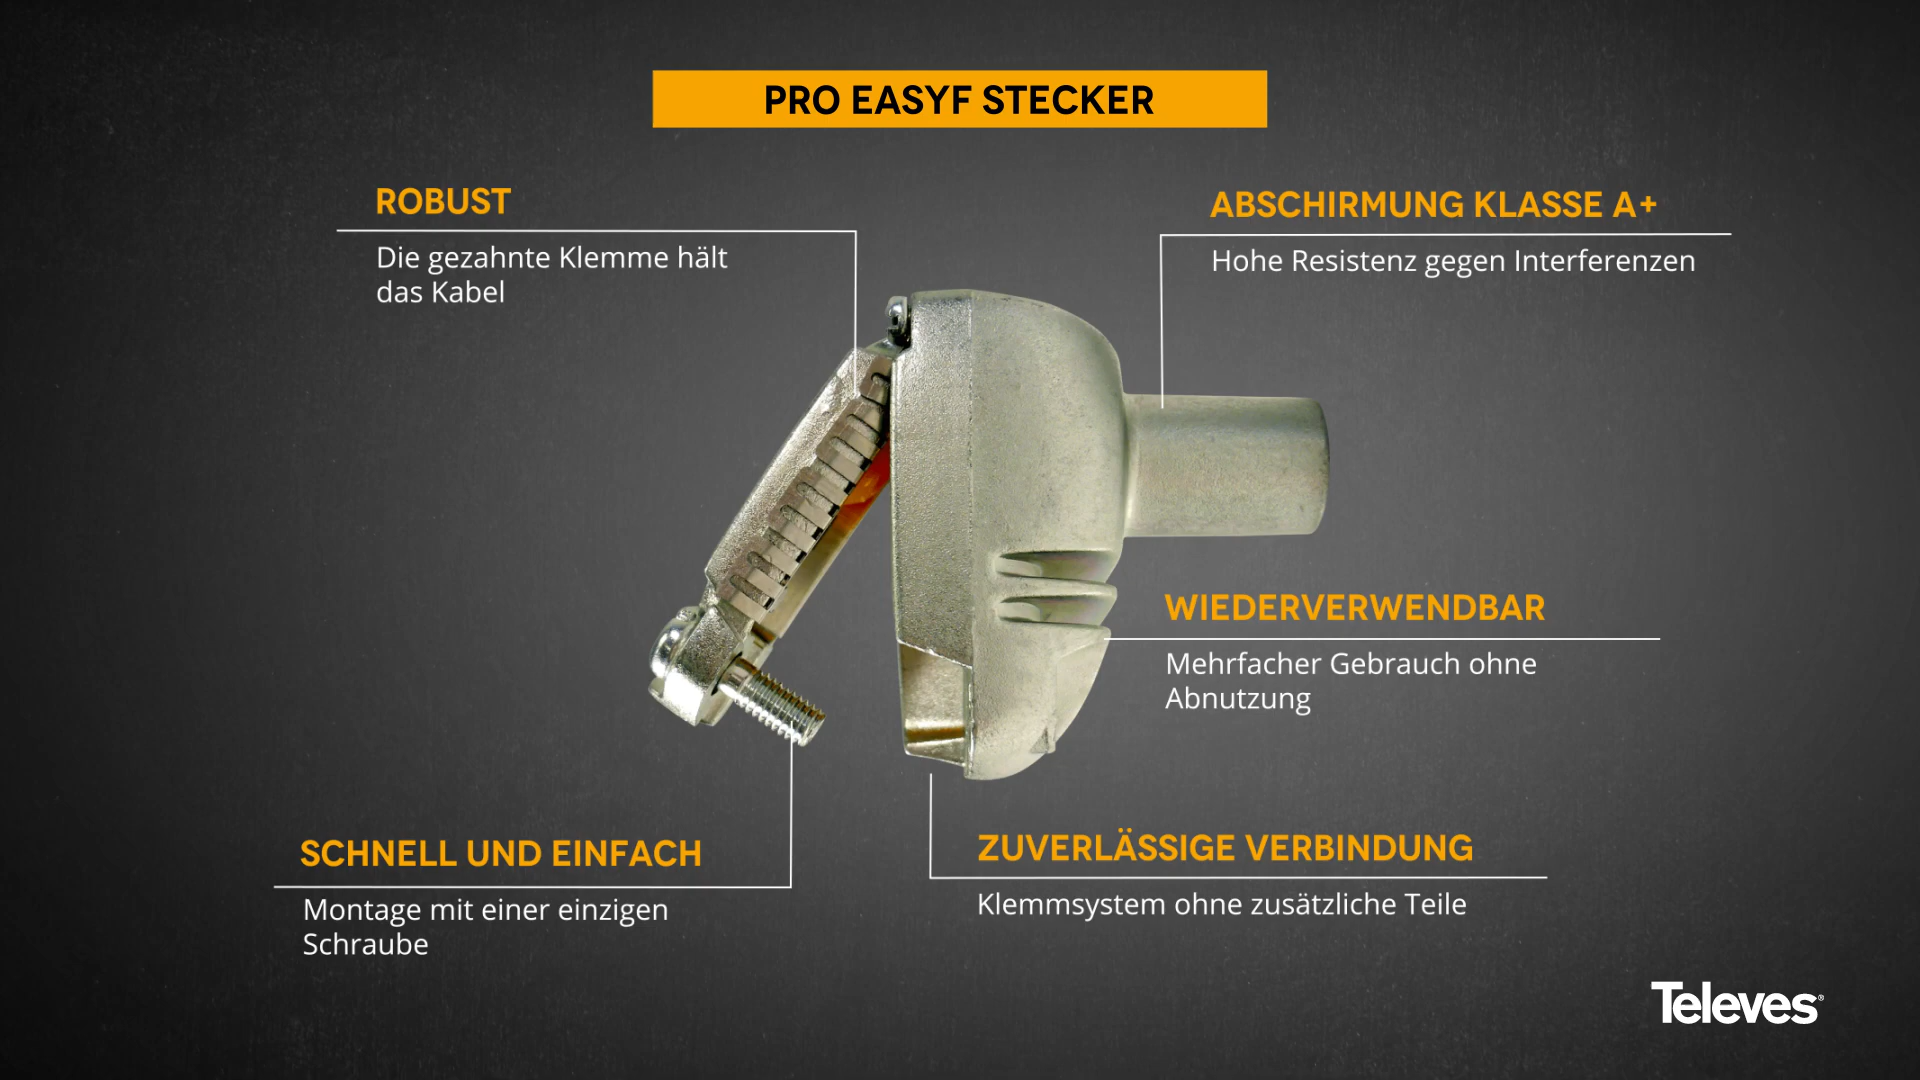 PRO EASYF STECKER
ROBUST
Die gezahnte Klemme hält
das Kabel
ABSCHIRMUNG KLASSE A+
Hohe Resistenz gegen Interferenzen
WIEDERVERWENDBAR
Mehrfacher Gebrauch ohne
Abnutzung
SCHNELL UND EINFACH
Montage mit einer einzigen
Schraube
ZUVERLÄSSIGE VERBINDUNG
Klemmsystem ohne zusätzliche Teile
Televes®